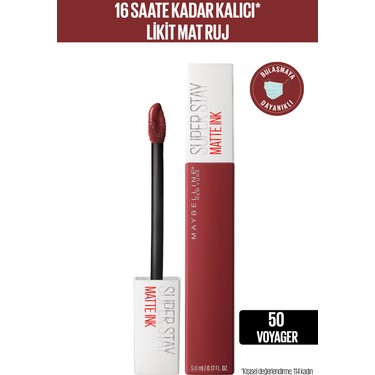 16 SAATE KADAR KALICI*
LİKİT MAT RUJ
BULAŞMAYA
DAYANIKLI
SUPER STAY
MATTE INK
MAYBELLINE
NEW YORK
5.0 ml / 0.17 FL. OZ.
SUPER STAY
MATTE INK
50
VOYAGER
*Kişisel değerlendirme, 114 kadın